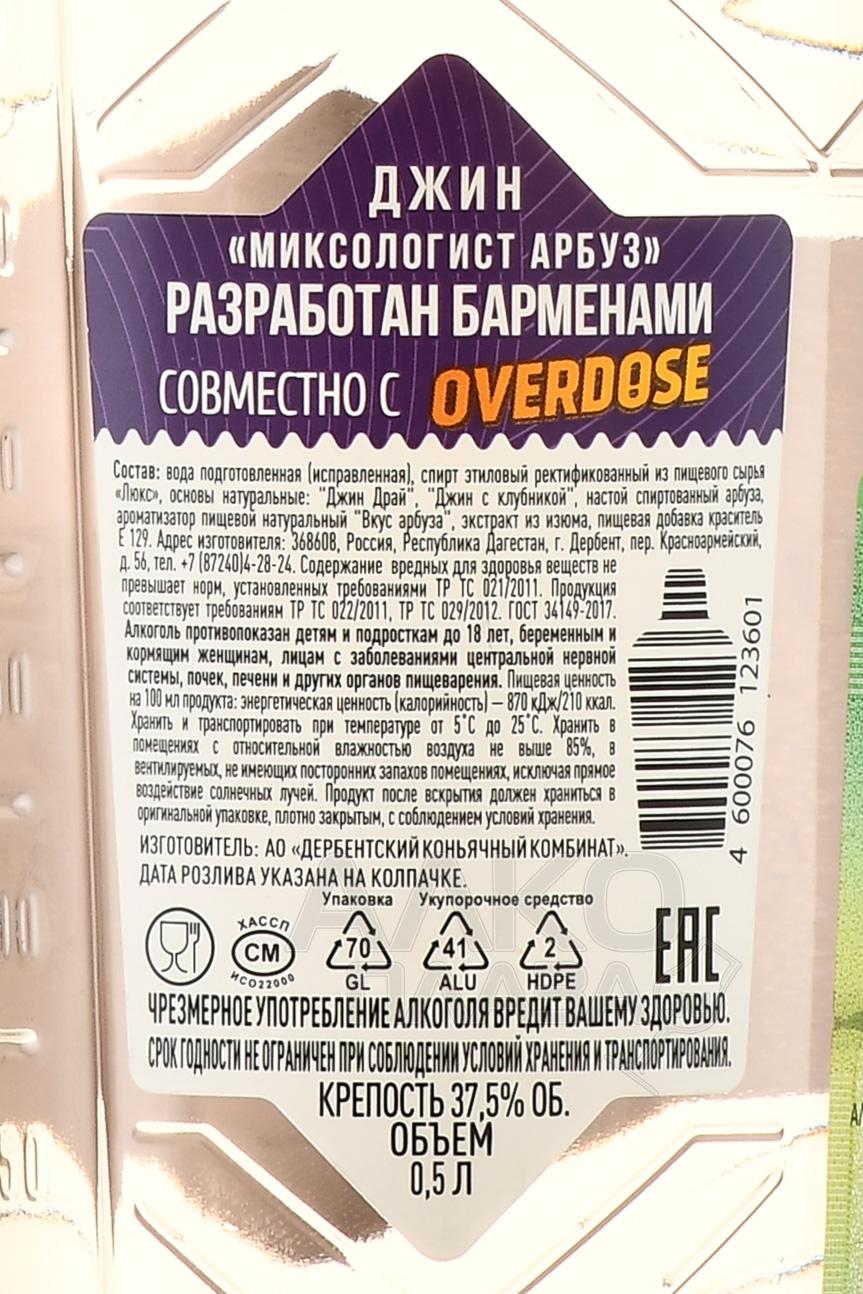 ДЖИН
«МИКСОЛОГИСТ АРБУЗ»
РАЗРАБОТАН БАРМЕНАМИ
СОВМЕСТНО С OVERDOSE
Состав: вода подготовленная (исправленная), спирт этиловый ректификованный из пищевого сырья
«Люкс», основы натуральные: "Джин Драй", "Джин с клубникой", настой спиртованный арбуза,
ароматизатор пищевой натуральный "Вкус арбуза", экстракт из изюма, пищевая добавка краситель
Е 129. Адрес изготовителя: 368608, Россия, Республика Дагестан, г. Дербент, пер. Красноармейский,
д. 56, тел. +7 (87240)4-28-24. Содержание вредных для здоровья веществ не
превышает норм, установленных требованиями ТР ТС 021/2011. Продукция
соответствует требованиям ТР ТС 022/2011, ТР ТС 029/2012. ГОСТ 34149-2017.
Алкоголь противопоказан детям и подросткам до 18 лет, беременным и
кормящим женщинам, лицам с заболеваниями центральной нервной
системы, почек, печени и других органов пищеварения. Пищевая ценность
на 100 мл продукта: энергетическая ценность (калорийность) – 870 кДж/210 ккал.
Хранить и транспортировать при температуре от 5˚С до 25˚С. Хранить в
помещениях с относительной влажностью воздуха не выше 85%, в
вентилируемых, не имеющих посторонних запахов помещениях, исключая прямое
воздействие солнечных лучей. Продукт после вскрытия должен храниться в
оригинальной упаковке, плотно закрытым, с соблюдением условий хранения.
4 600076 123601
ИЗГОТОВИТЕЛЬ: АО «ДЕРБЕНТСКИЙ КОНЬЯЧНЫЙ КОМБИНАТ».
ДАТА РОЗЛИВА УКАЗАНА НА КОЛПАЧКЕ.
Упаковка Укупорочное средство
ХАССП
СМ
ИСО22000
70 41 2
GL ALU HDPE
ЕАС
ЧРЕЗМЕРНОЕ УПОТРЕБЛЕНИЕ АЛКОГОЛЯ ВРЕДИТ ВАШЕМУ ЗДОРОВЬЮ.
СРОК ГОДНОСТИ НЕ ОГРАНИЧЕН ПРИ СОБЛЮДЕНИИ УСЛОВИЙ ХРАНЕНИЯ И ТРАНСПОРТИРОВАНИЯ.
КРЕПОСТЬ 37,5% ОБ.
ОБЪЕМ
0,5 Л